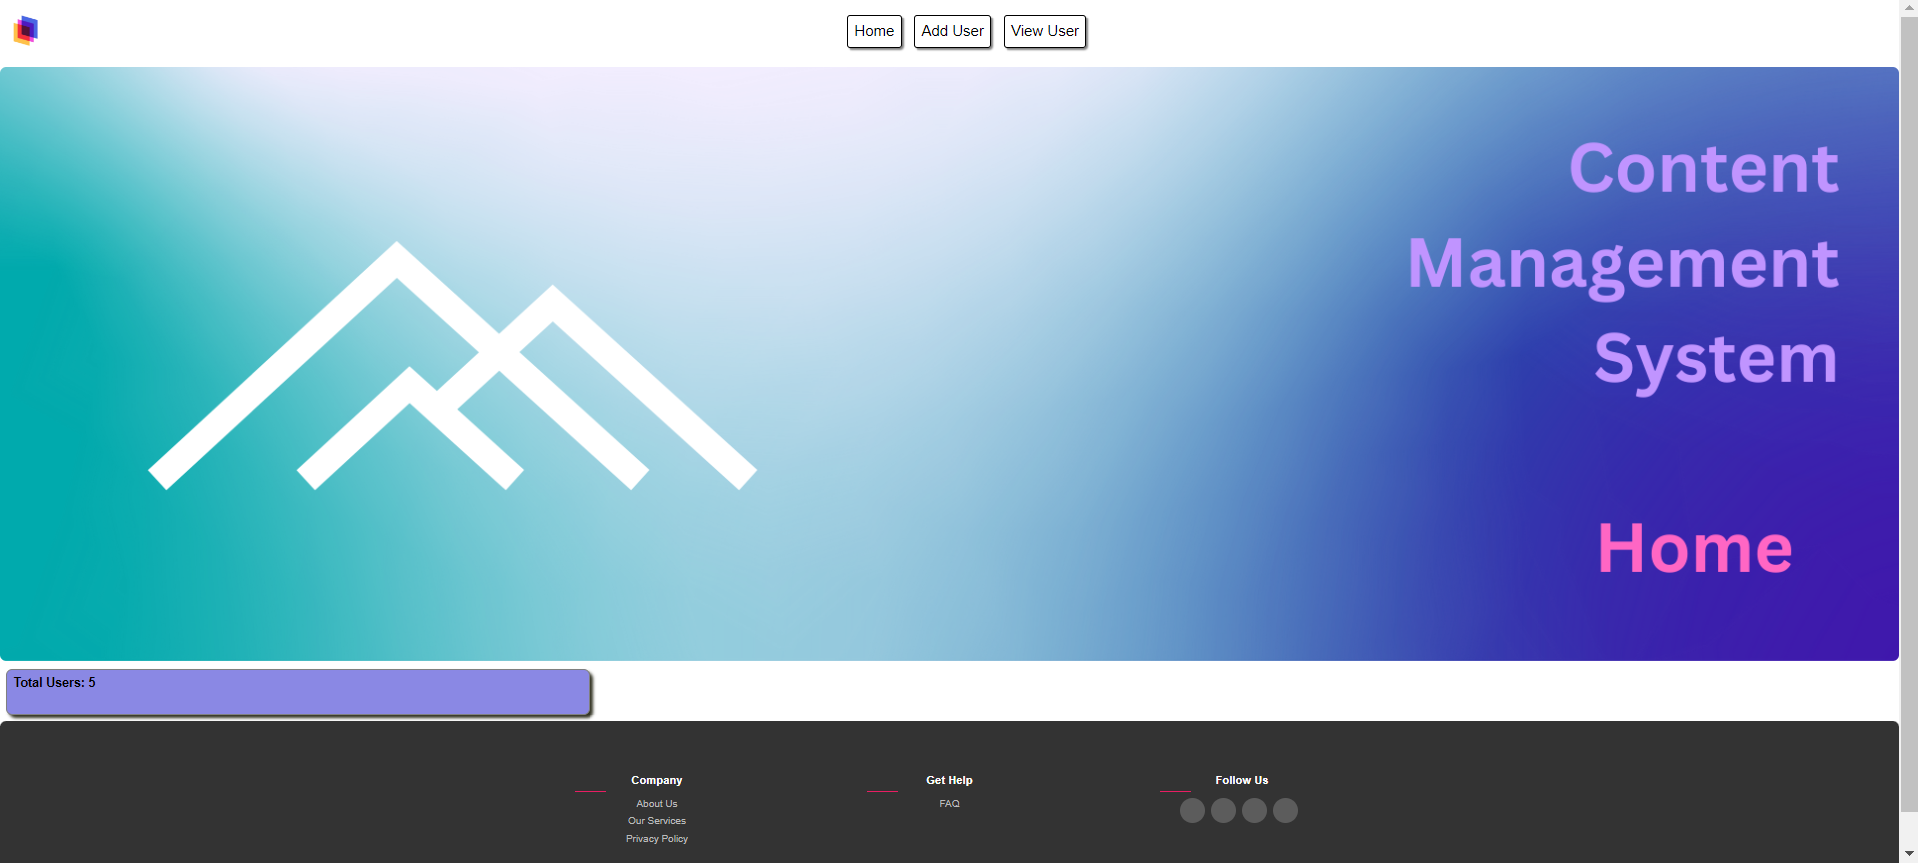 Home
Add User
View User
Content
Management
System
Home
Total Users: 5
Company
About Us
Our Services
Privacy Policy
Get Help
FAQ
Follow Us